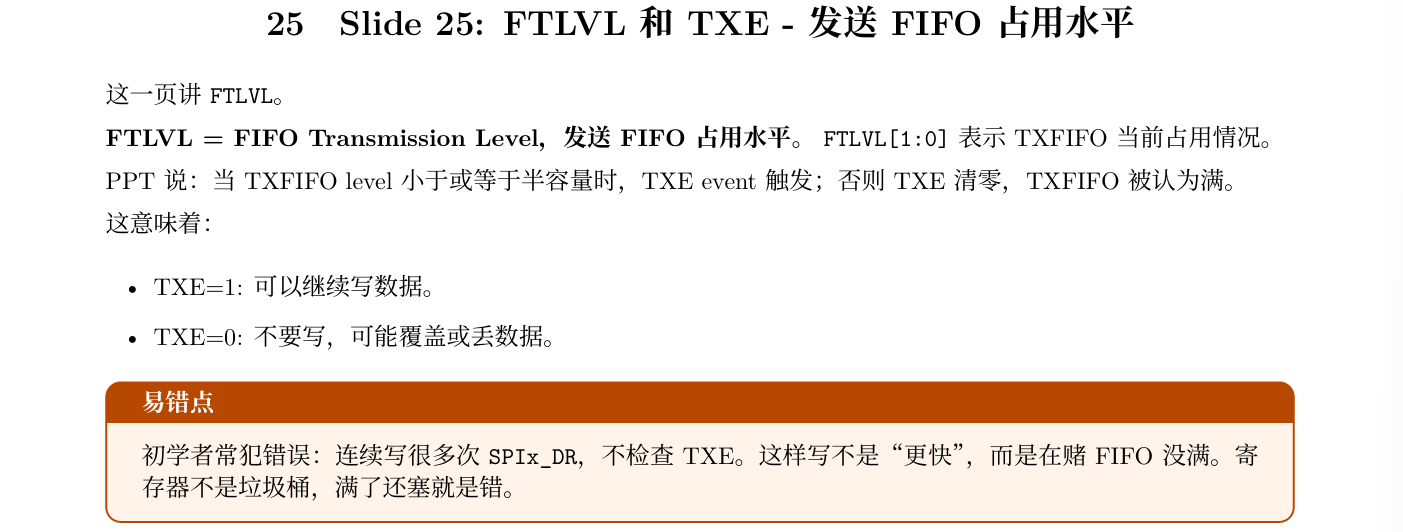 25 Slide 25: FTLVL 和 TXE - 发送 FIFO 占用水平
这一页讲 FTLVL。
FTLVL = FIFO Transmission Level，发送 FIFO 占用水平。 FTLVL[1:0] 表示 TXFIFO 当前占用情况。
PPT 说：当 TXFIFO level 小于或等于半容量时，TXE event 触发；否则 TXE 清零，TXFIFO 被认为满。
这意味着：
• TXE=1: 可以继续写数据。
• TXE=0: 不要写，可能覆盖或丢数据。
易错点
初学者常犯错误：连续写很多次 SPIx_DR，不检查 TXE。这样写不是“更快”，而是在赌 FIFO 没满。寄
存器不是垃圾桶，满了还塞就是错。